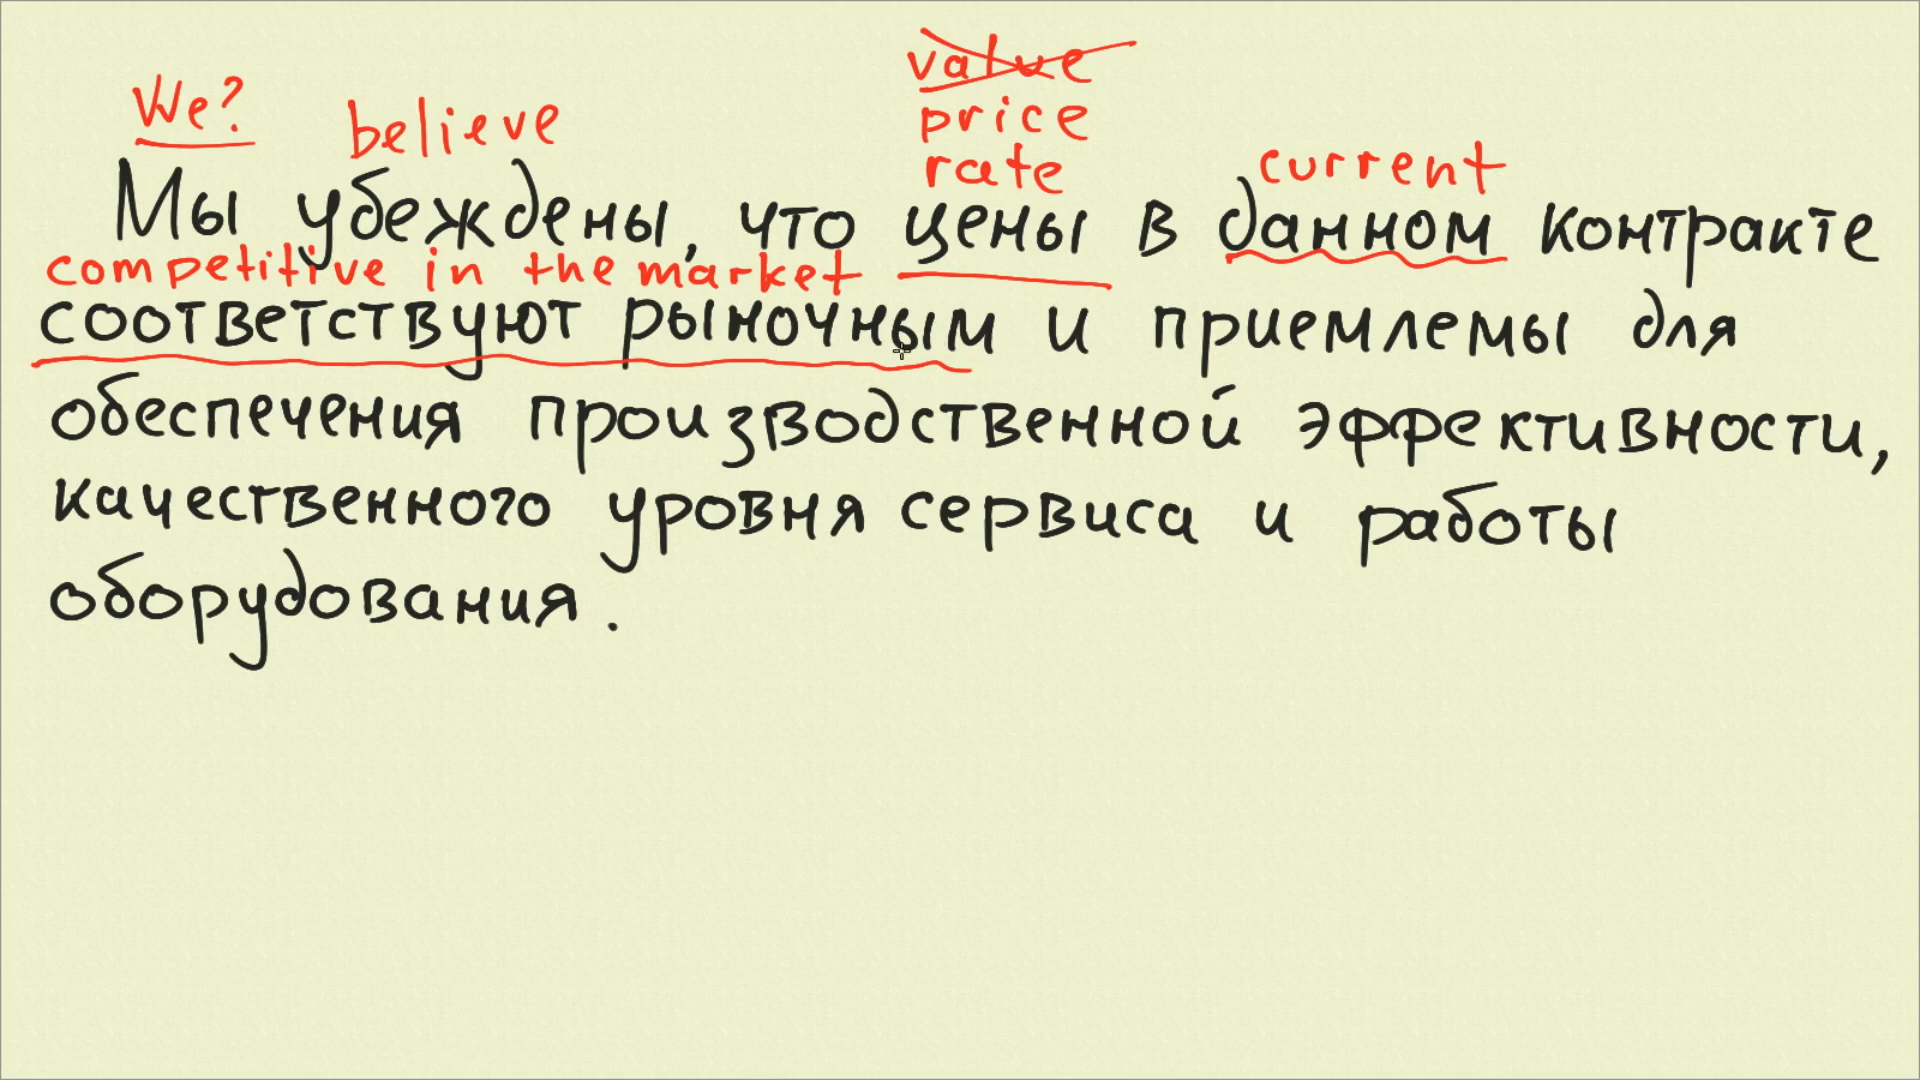 value
We? believe price
rate current
Мы убеждены, что цены в данном контракте
competitive in the market
соответствуют рыночным и приемлемы для
обеспечения производственной эффективности,
качественного уровня сервиса и работы
оборудования.